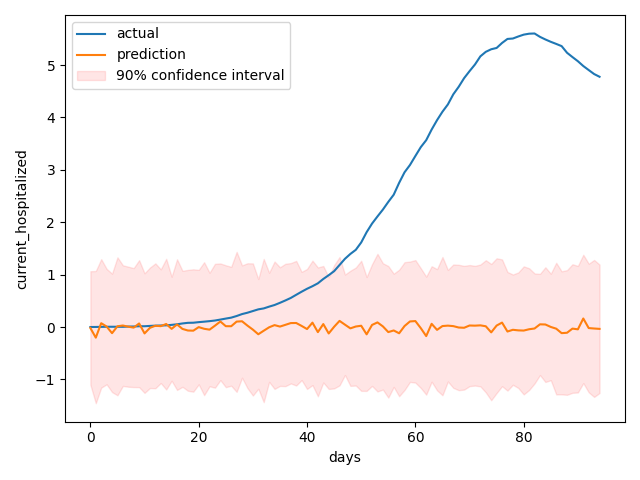 actual
prediction
90% confidence interval
current_hospitalized
5
4
3
2
1
0
−1
0 20 40 60 80
days